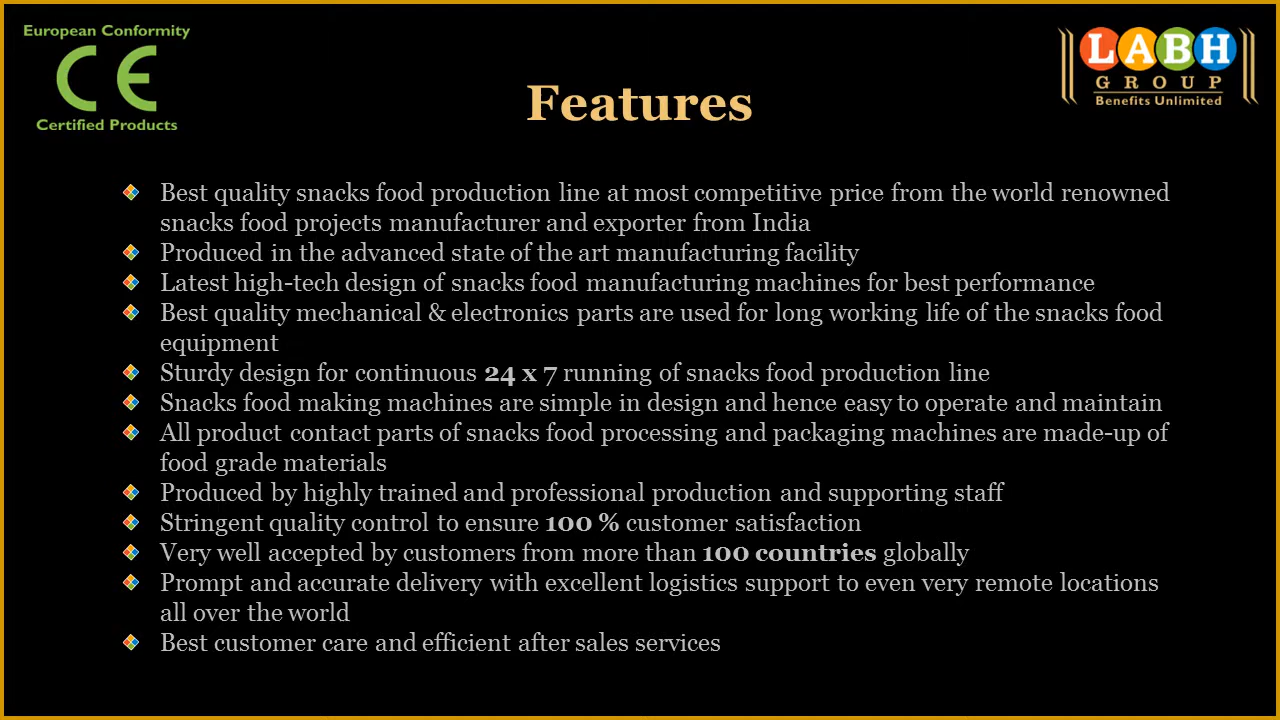 European Conformity
CE
Certified Products
LABH
GROUP
Benefits Unlimited
Features
Best quality snacks food production line at most competitive price from the world renowned
snacks food projects manufacturer and exporter from India
Produced in the advanced state of the art manufacturing facility
Latest high-tech design of snacks food manufacturing machines for best performance
Best quality mechanical & electronics parts are used for long working life of the snacks food
equipment
Sturdy design for continuous 24 x 7 running of snacks food production line
Snacks food making machines are simple in design and hence easy to operate and maintain
All product contact parts of snacks food processing and packaging machines are made-up of
food grade materials
Produced by highly trained and professional production and supporting staff
Stringent quality control to ensure 100 % customer satisfaction
Very well accepted by customers from more than 100 countries globally
Prompt and accurate delivery with excellent logistics support to even very remote locations
all over the world
Best customer care and efficient after sales services